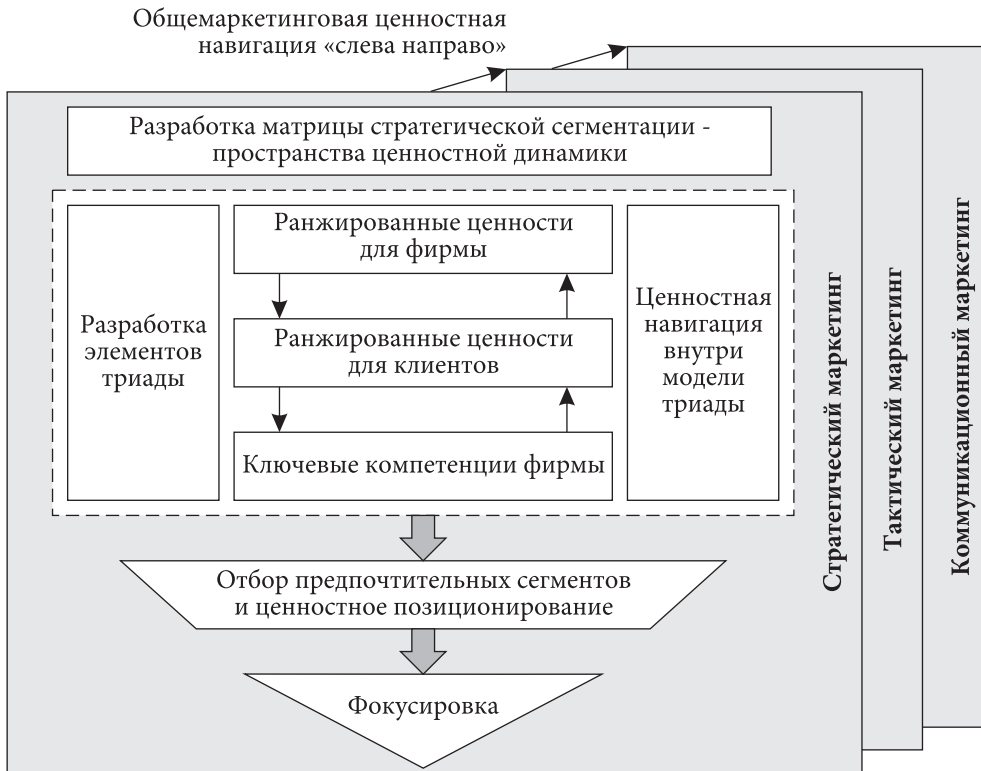 Общемаркетинговая ценностная
навигация «слева направо»
Разработка матрицы стратегической сегментации -
пространства ценностной динамики
Разработка
элементов
триады
Ранжированные ценности
для фирмы
Ранжированные ценности
для клиентов
Ключевые компетенции фирмы
Ценностная
навигация
внутри
модели
триады
Отбор предпочтительных сегментов
и ценностное позиционирование
Фокусировка
Стратегический маркетинг
Тактический маркетинг
Коммуникационный маркетинг